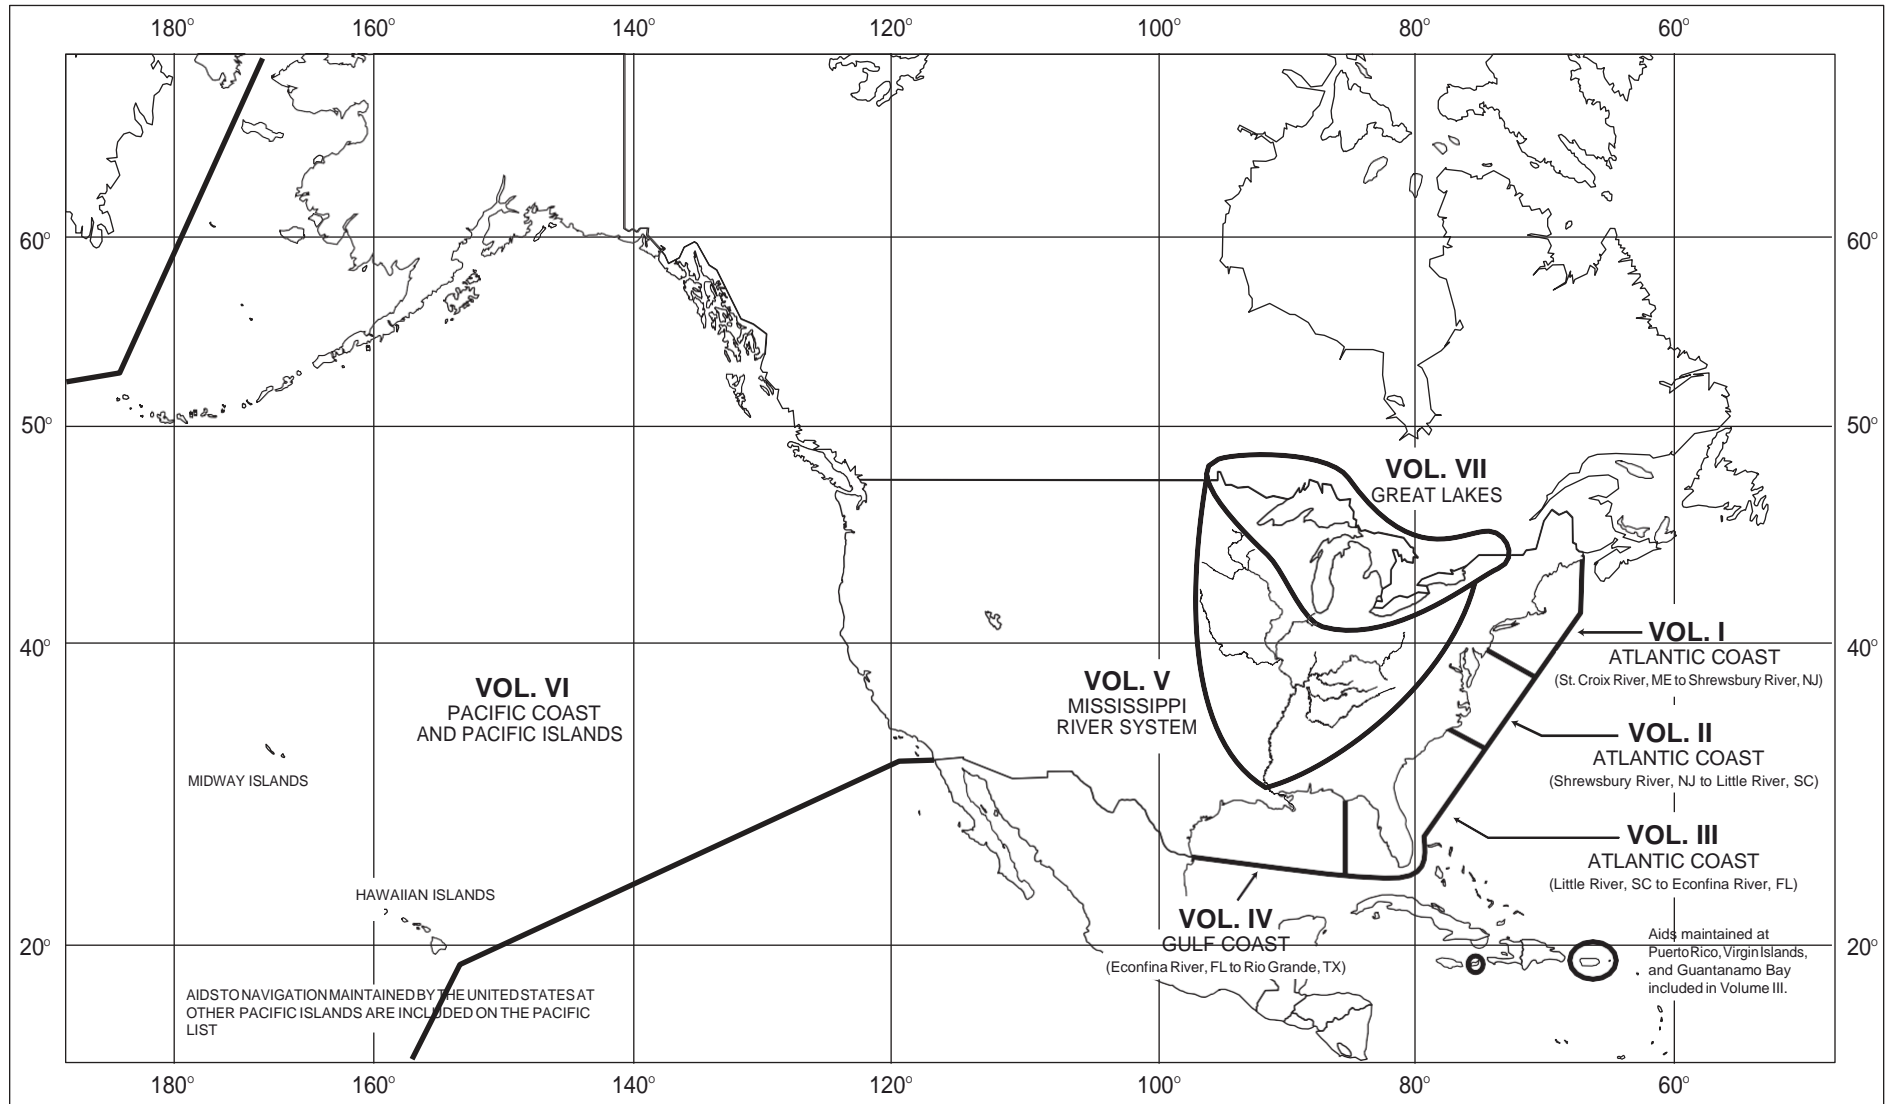 180° 160° 140° 120° 100° 80° 60°
60° 60°
50° 50°
VOL. VII
GREAT LAKES
VOL. I
ATLANTIC COAST
(St. Croix River, ME to Shrewsbury River, NJ)
40° 40°
VOL. V
MISSISSIPPI
RIVER SYSTEM
VOL. VI
PACIFIC COAST
AND PACIFIC ISLANDS
VOL. II
ATLANTIC COAST
(Shrewsbury River, NJ to Little River, SC)
MIDWAY ISLANDS
VOL. III
ATLANTIC COAST
(Little River, SC to Econfina River, FL)
HAWAIIAN ISLANDS
VOL. IV
GULF COAST
(Econfina River, FL to Rio Grande, TX)
20° 20°
Aids maintained at
Puerto Rico, Virgin Islands,
and Guantanamo Bay
included in Volume III.
AIDS TO NAVIGATION MAINTAINED BY THE UNITED STATES AT
OTHER PACIFIC ISLANDS ARE INCLUDED ON THE PACIFIC
LIST
180° 160° 140° 120° 100° 80° 60°